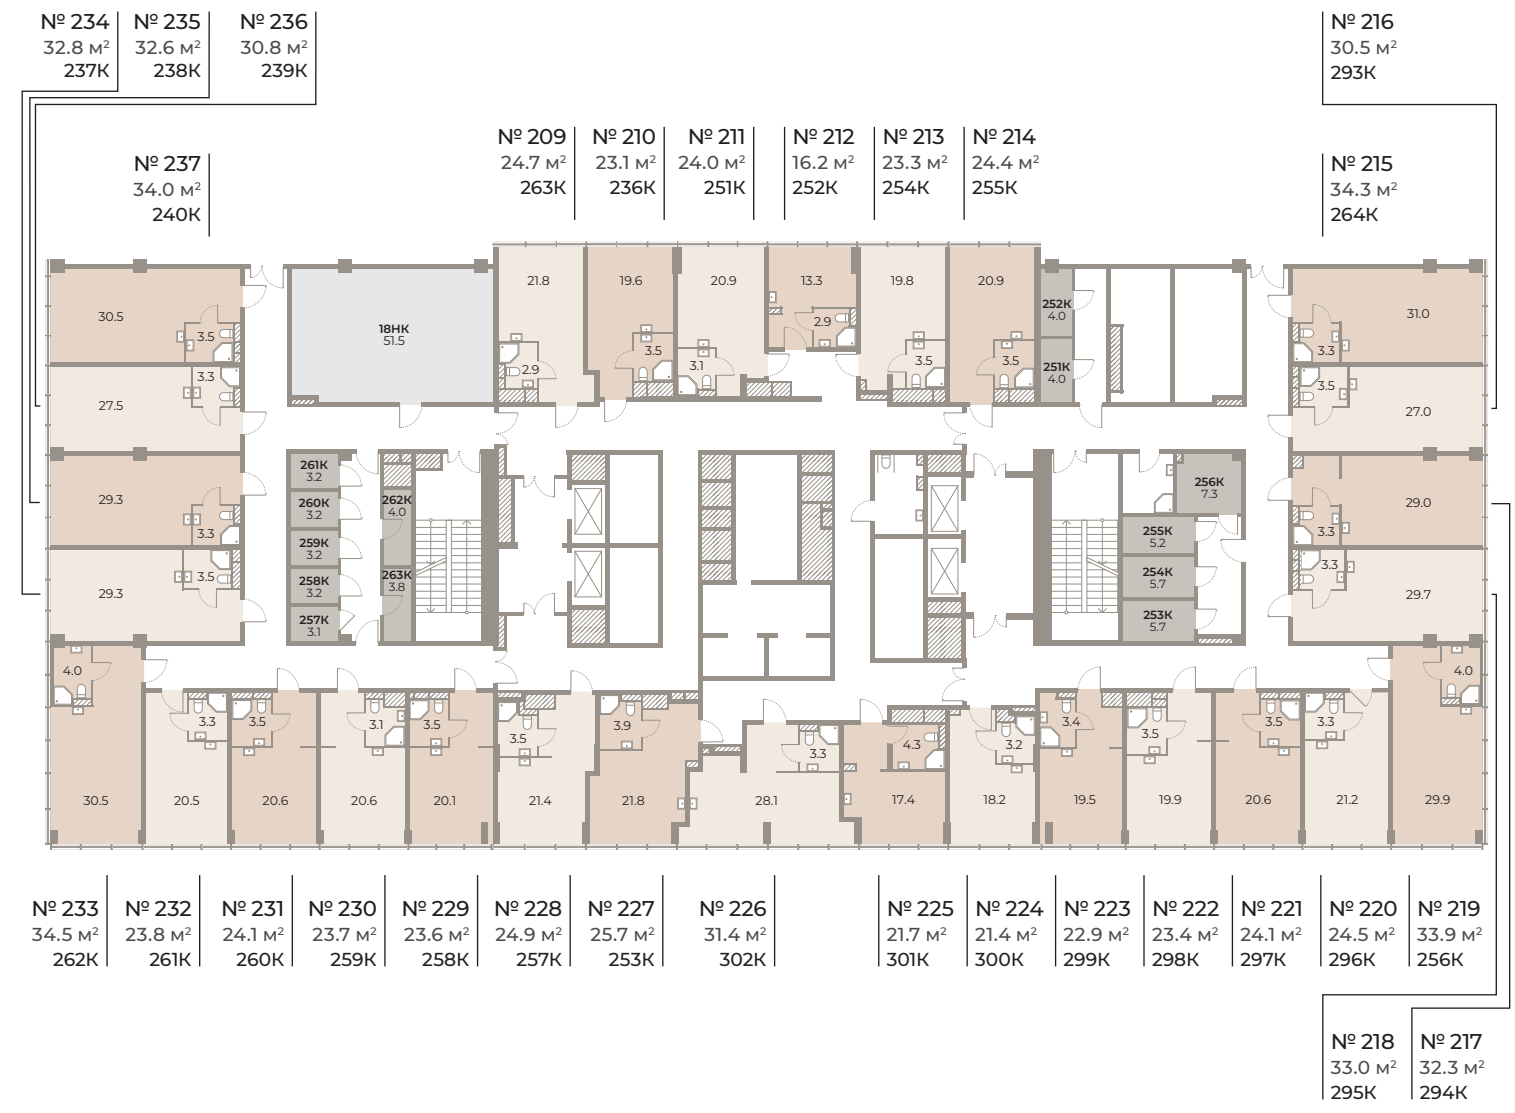 № 234
32.8 м²
237К
№ 235
32.6 м²
238К
№ 236
30.8 м²
239К
№ 216
30.5 м²
293К
№ 237
34.0 м²
240К
№ 209
24.7 м²
263К
№ 210
23.1 м²
236К
№ 211
24.0 м²
251К
№ 212
16.2 м²
252К
№ 213
23.3 м²
254К
№ 214
24.4 м²
255К
№ 215
34.3 м²
264К
30.5
3.5
18НК
51.5
21.8
2.9
19.6
3.5
20.9
3.1
13.3
2.9
19.8
3.5
20.9
3.5
252К
4.0
251К
4.0
31.0
3.3
3.3
27.5
3.5
27.0
29.3
3.3
261К
3.2
260К
3.2
259К
3.2
258К
3.2
257К
3.1
262К
4.0
263К
3.8
256К
7.3
255К
5.2
254К
5.7
253К
5.7
29.0
3.3
3.5
29.3
3.3
29.7
4.0
30.5
3.3
20.5
3.5
20.6
3.1
20.6
3.5
20.1
3.5
21.4
3.9
21.8
3.3
28.1
4.3
17.4
3.2
18.2
3.4
19.5
3.5
19.9
3.5
20.6
3.3
21.2
4.0
29.9
№ 233
34.5 м²
262К
№ 232
23.8 м²
261К
№ 231
24.1 м²
260К
№ 230
23.7 м²
259К
№ 229
23.6 м²
258К
№ 228
24.9 м²
257К
№ 227
25.7 м²
253К
№ 226
31.4 м²
302К
№ 225
21.7 м²
301К
№ 224
21.4 м²
300К
№ 223
22.9 м²
299К
№ 222
23.4 м²
298К
№ 221
24.1 м²
297К
№ 220
24.5 м²
296К
№ 219
33.9 м²
256К
№ 218
33.0 м²
295К
№ 217
32.3 м²
294К